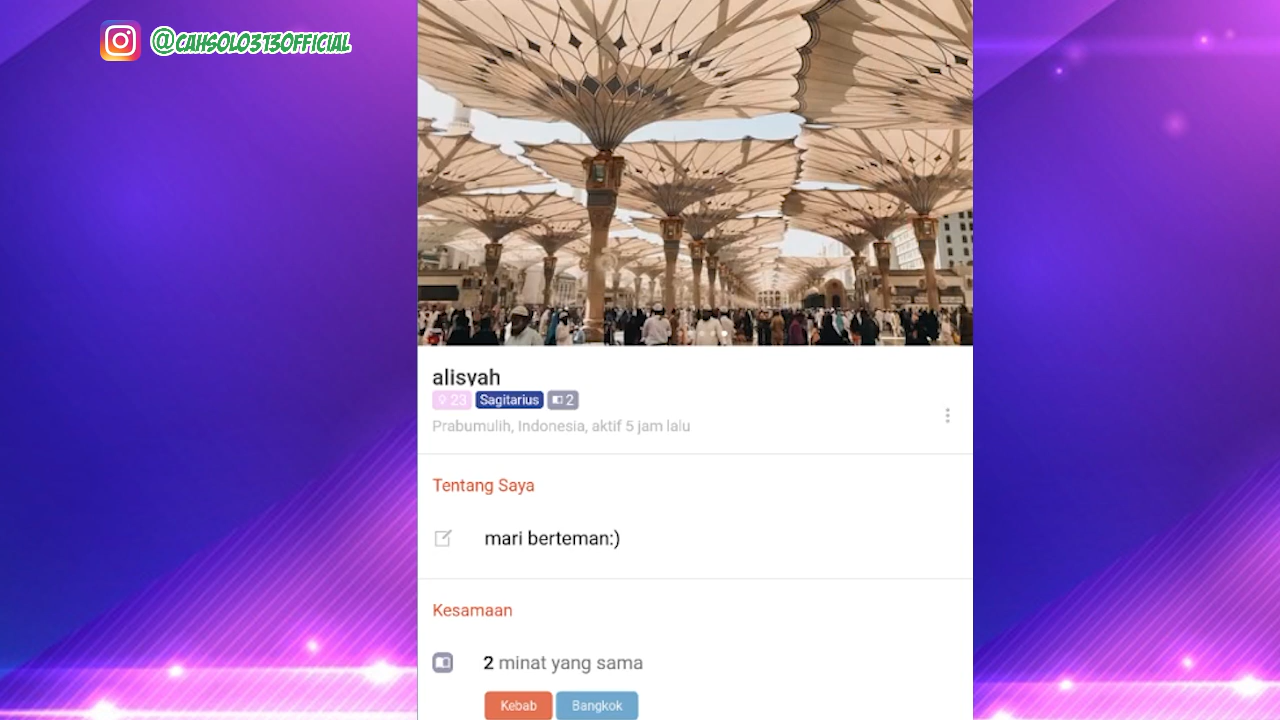 @CAHSOLO313OFFICIAL
alisyah
23 Sagitarius 2
Prabumulih, Indonesia, aktif 5 jam lalu
Tentang Saya
mari berteman:)
Kesamaan
2 minat yang sama
Kebab Bangkok